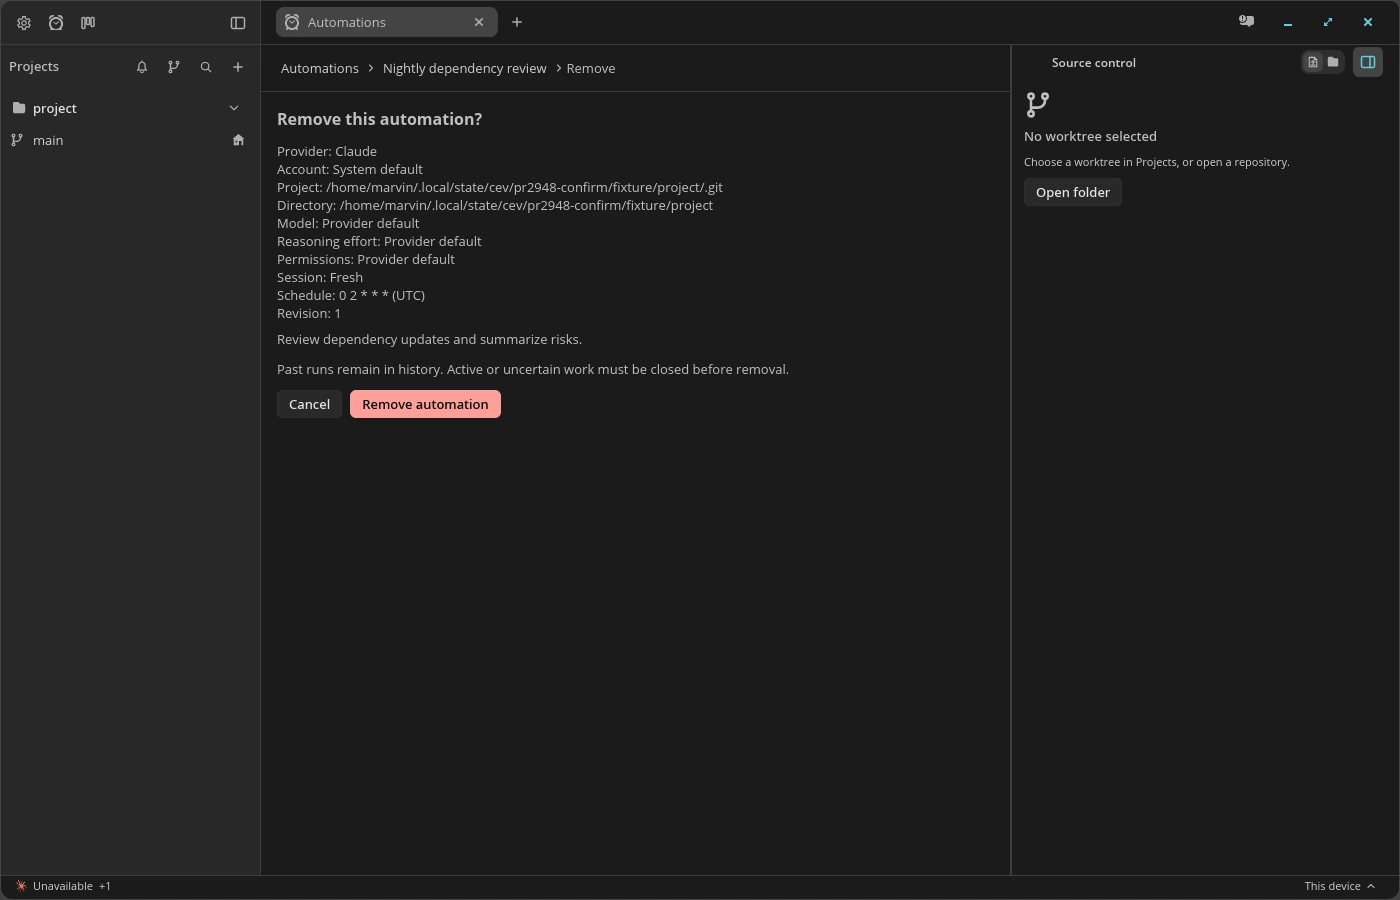 Automations
Projects
project
main
Automations > Nightly dependency review > Remove
Remove this automation?
Provider: Claude
Account: System default
Project: /home/marvin/.local/state/cev/pr2948-confirm/fixture/project/.git
Directory: /home/marvin/.local/state/cev/pr2948-confirm/fixture/project
Model: Provider default
Reasoning effort: Provider default
Permissions: Provider default
Session: Fresh
Schedule: 0 2 * * * (UTC)
Revision: 1
Review dependency updates and summarize risks.
Past runs remain in history. Active or uncertain work must be closed before removal.
Cancel
Remove automation
Source control
No worktree selected
Choose a worktree in Projects, or open a repository.
Open folder
Unavailable +1
This device